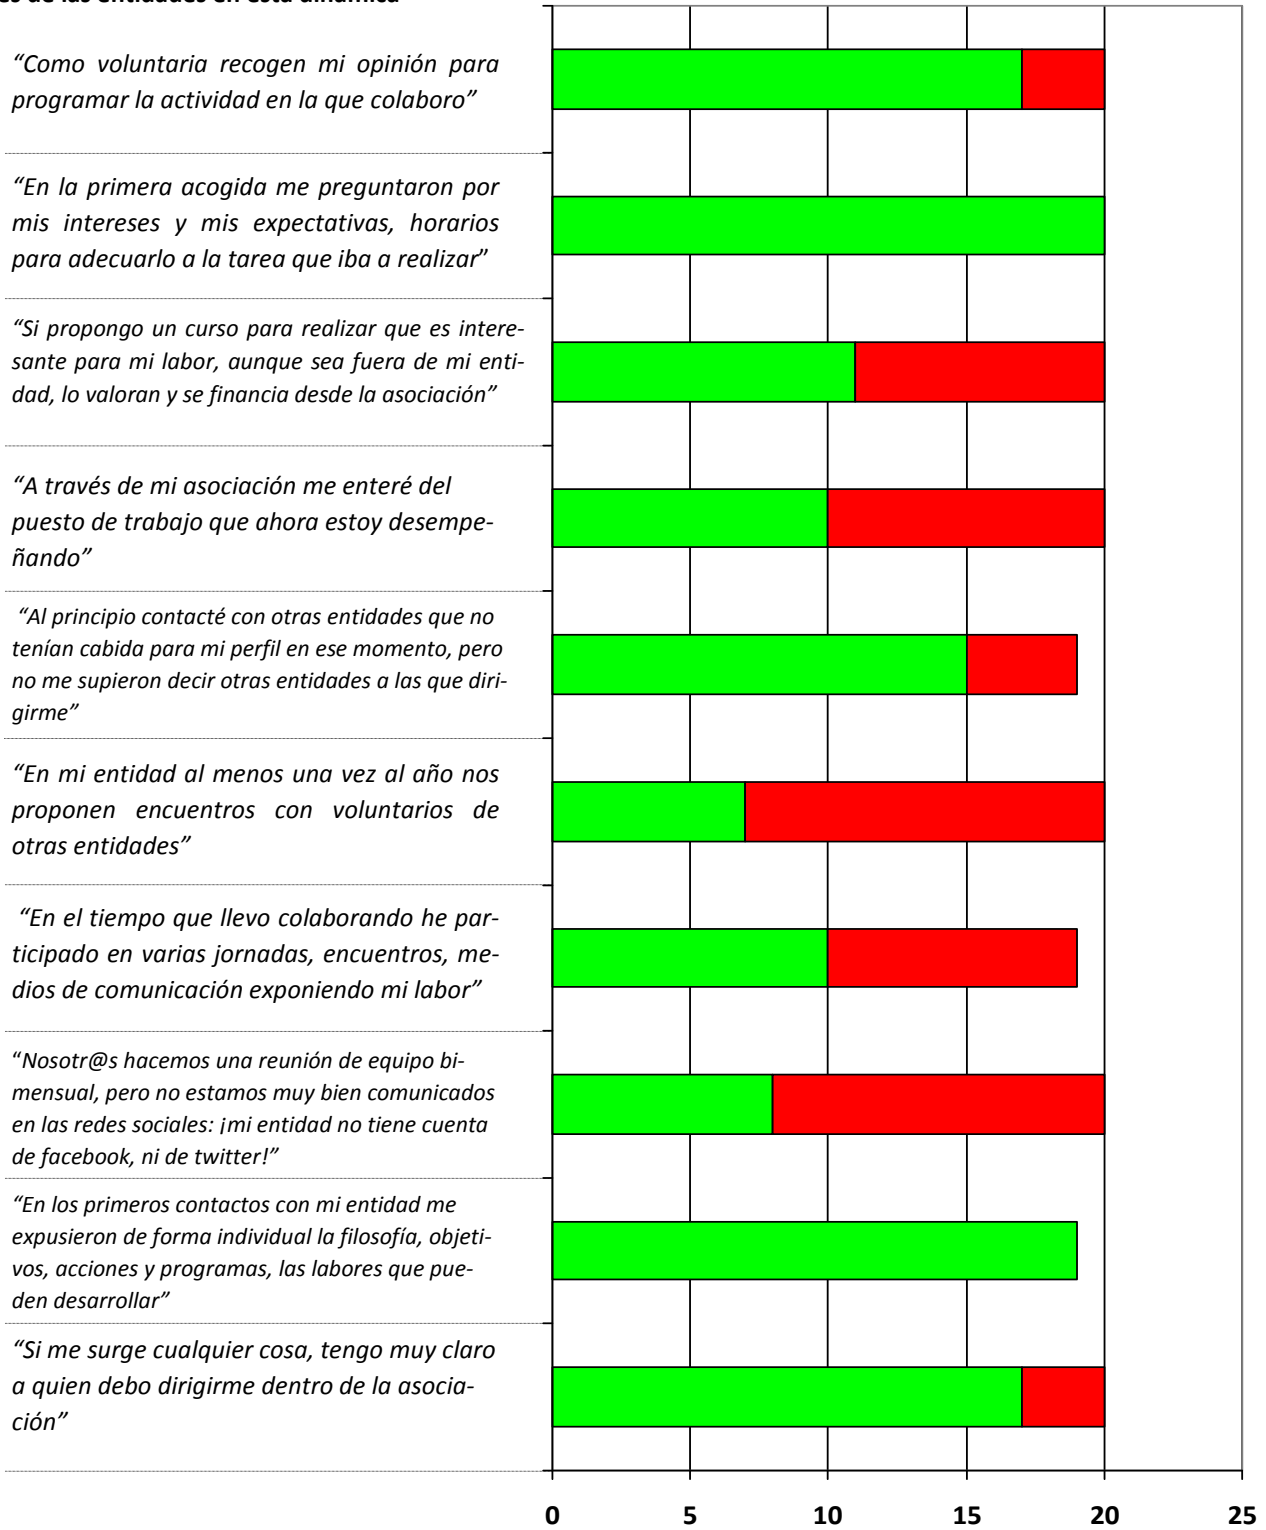 es de las entidades en esta dinámica
“Como voluntaria recogen mi opinión para
programar la actividad en la que colaboro”
“En la primera acogida me preguntaron por
mis intereses y mis expectativas, horarios
para adecuarlo a la tarea que iba a realizar”
“Si propongo un curso para realizar que es intere-
sante para mi labor, aunque sea fuera de mi enti-
dad, lo valoran y se financia desde la asociación”
“A través de mi asociación me enteré del
puesto de trabajo que ahora estoy desempe-
ñando”
“Al principio contacté con otras entidades que no
tenían cabida para mi perfil en ese momento, pero
no me supieron decir otras entidades a las que diri-
girme”
“En mi entidad al menos una vez al año nos
proponen encuentros con voluntarios de
otras entidades”
“En el tiempo que llevo colaborando he par-
ticipado en varias jornadas, encuentros, me-
dios de comunicación exponiendo mi labor”
“Nosotr@s hacemos una reunión de equipo bi-
mensual, pero no estamos muy bien comunicados
en las redes sociales: ¡mi entidad no tiene cuenta
de facebook, ni de twitter!”
“En los primeros contactos con mi entidad me
expusieron de forma individual la filosofía, objeti-
vos, acciones y programas, las labores que pue-
den desarrollar”
“Si me surge cualquier cosa, tengo muy claro
a quien debo dirigirme dentro de la asocia-
ción”
0 5 10 15 20 25